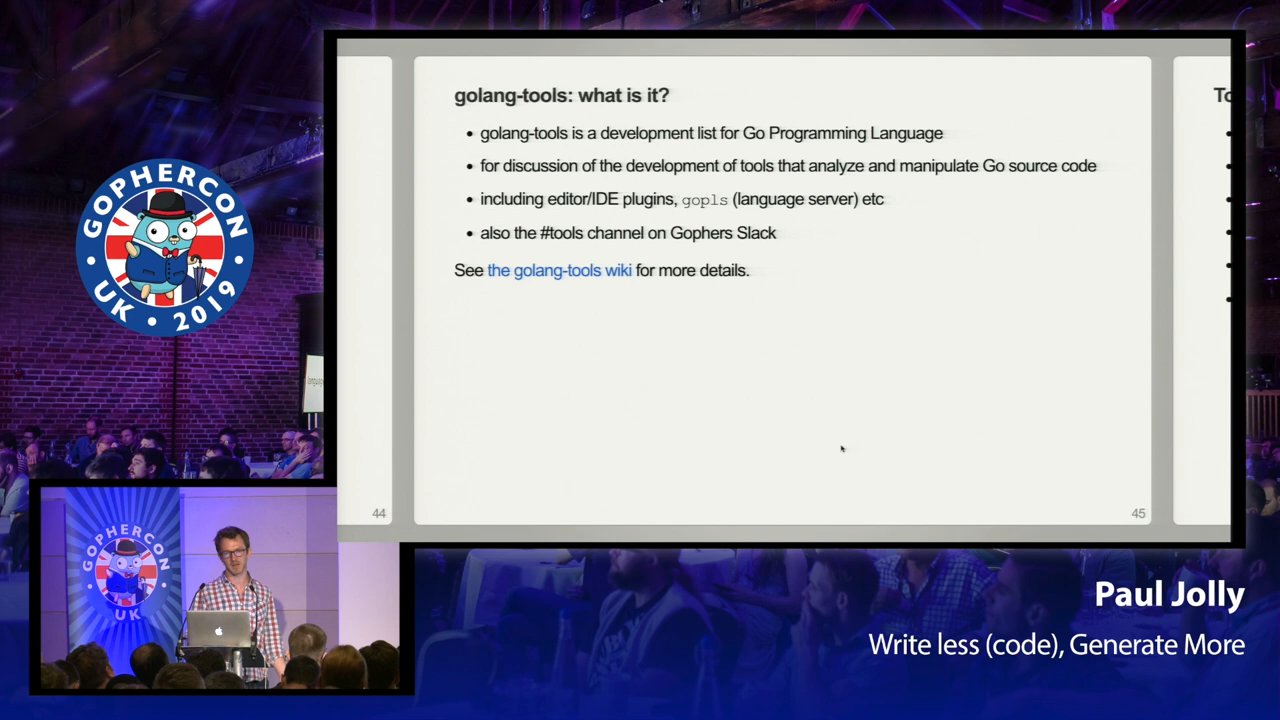 golang-tools: what is it?
• golang-tools is a development list for Go Programming Language
• for discussion of the development of tools that analyze and manipulate Go source code
• including editor/IDE plugins, gopls (language server) etc
• also the #tools channel on Gophers Slack
See the golang-tools wiki for more details.
44
45
To
GOPHERCON
UK • 2019
GOPHERCON
UK
Paul Jolly
Write less (code), Generate More